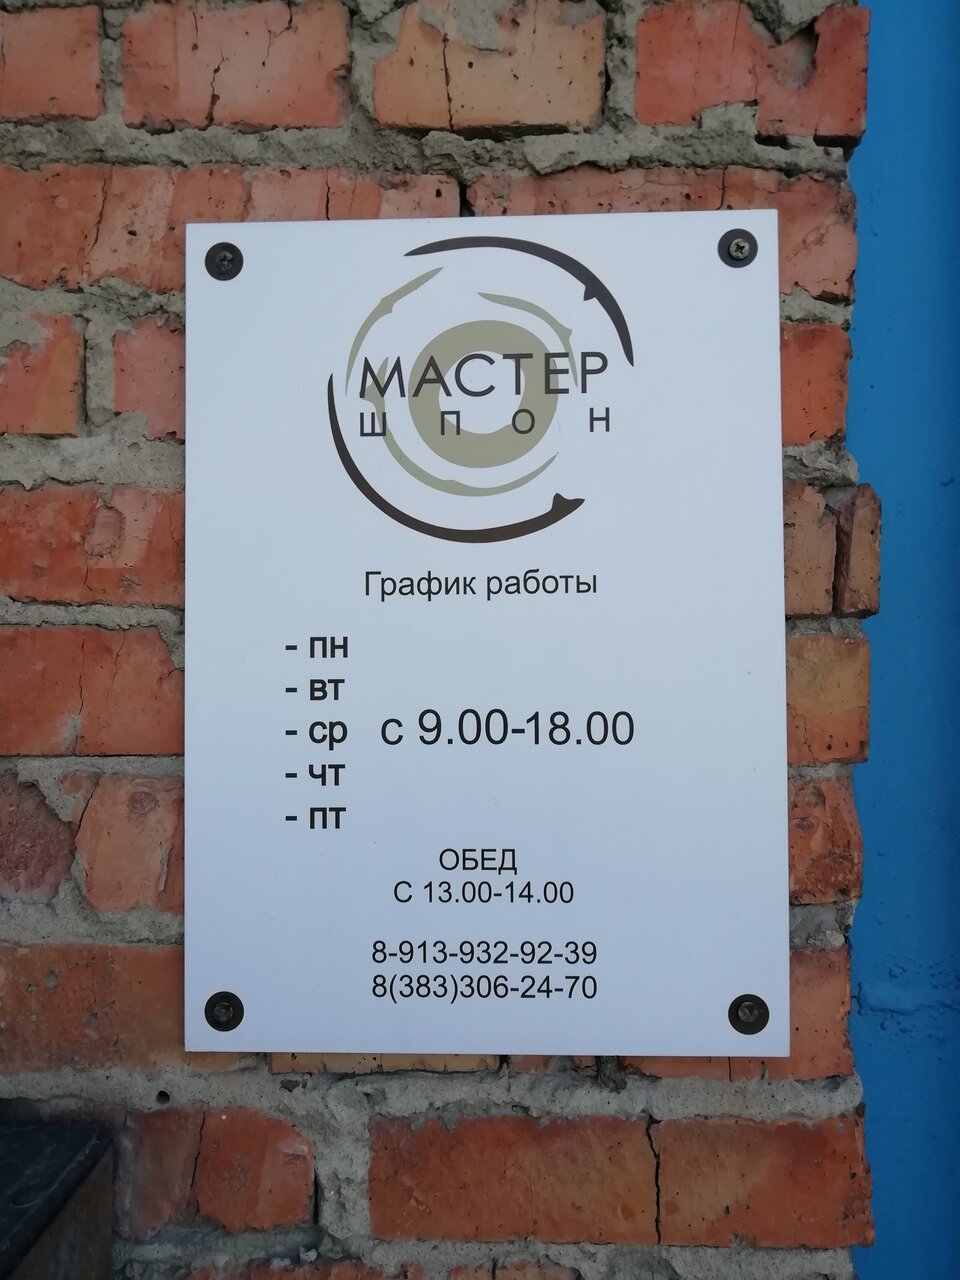 МАСТЕР
ШПОН
График работы
- пн
- вт
- ср с 9.00-18.00
- чт
- пт
ОБЕД
С 13.00-14.00
8-913-932-92-39
8(383)306-24-70